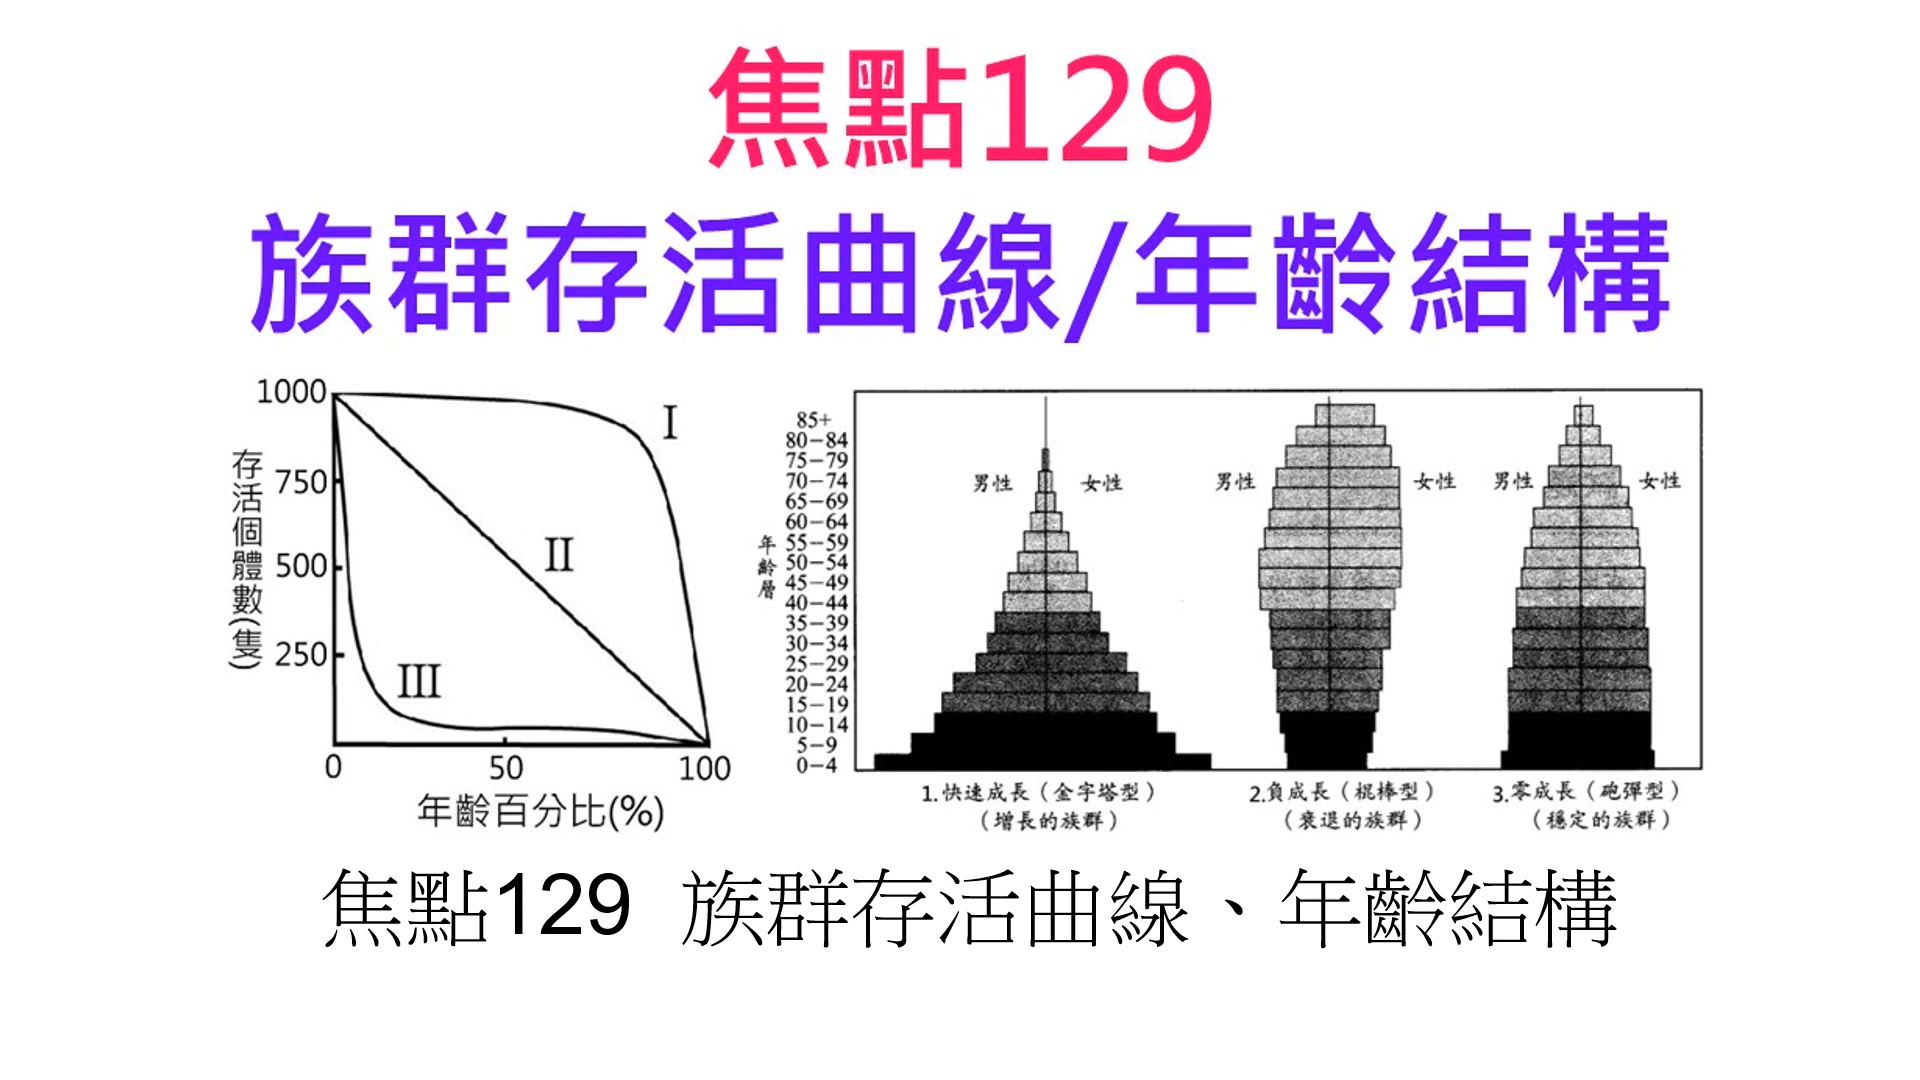 焦點129
族群存活曲線/年齡結構
1000
750
500
250
存活個體數(隻)
I
II
III
0 50 100
年齡百分比(%)
年齡層
85+
80-84
75-79
70-74
65-69
60-64
55-59
50-54
45-49
40-44
35-39
30-34
25-29
20-24
15-19
10-14
5-9
0-4
男性 女性 男性 女性 男性 女性
1.快速成長(金字塔型)
(增長的族群)
2.負成長(棍棒型)
(衰退的族群)
3.零成長(砲彈型)
(穩定的族群)
焦點129 族群存活曲線、年齡結構